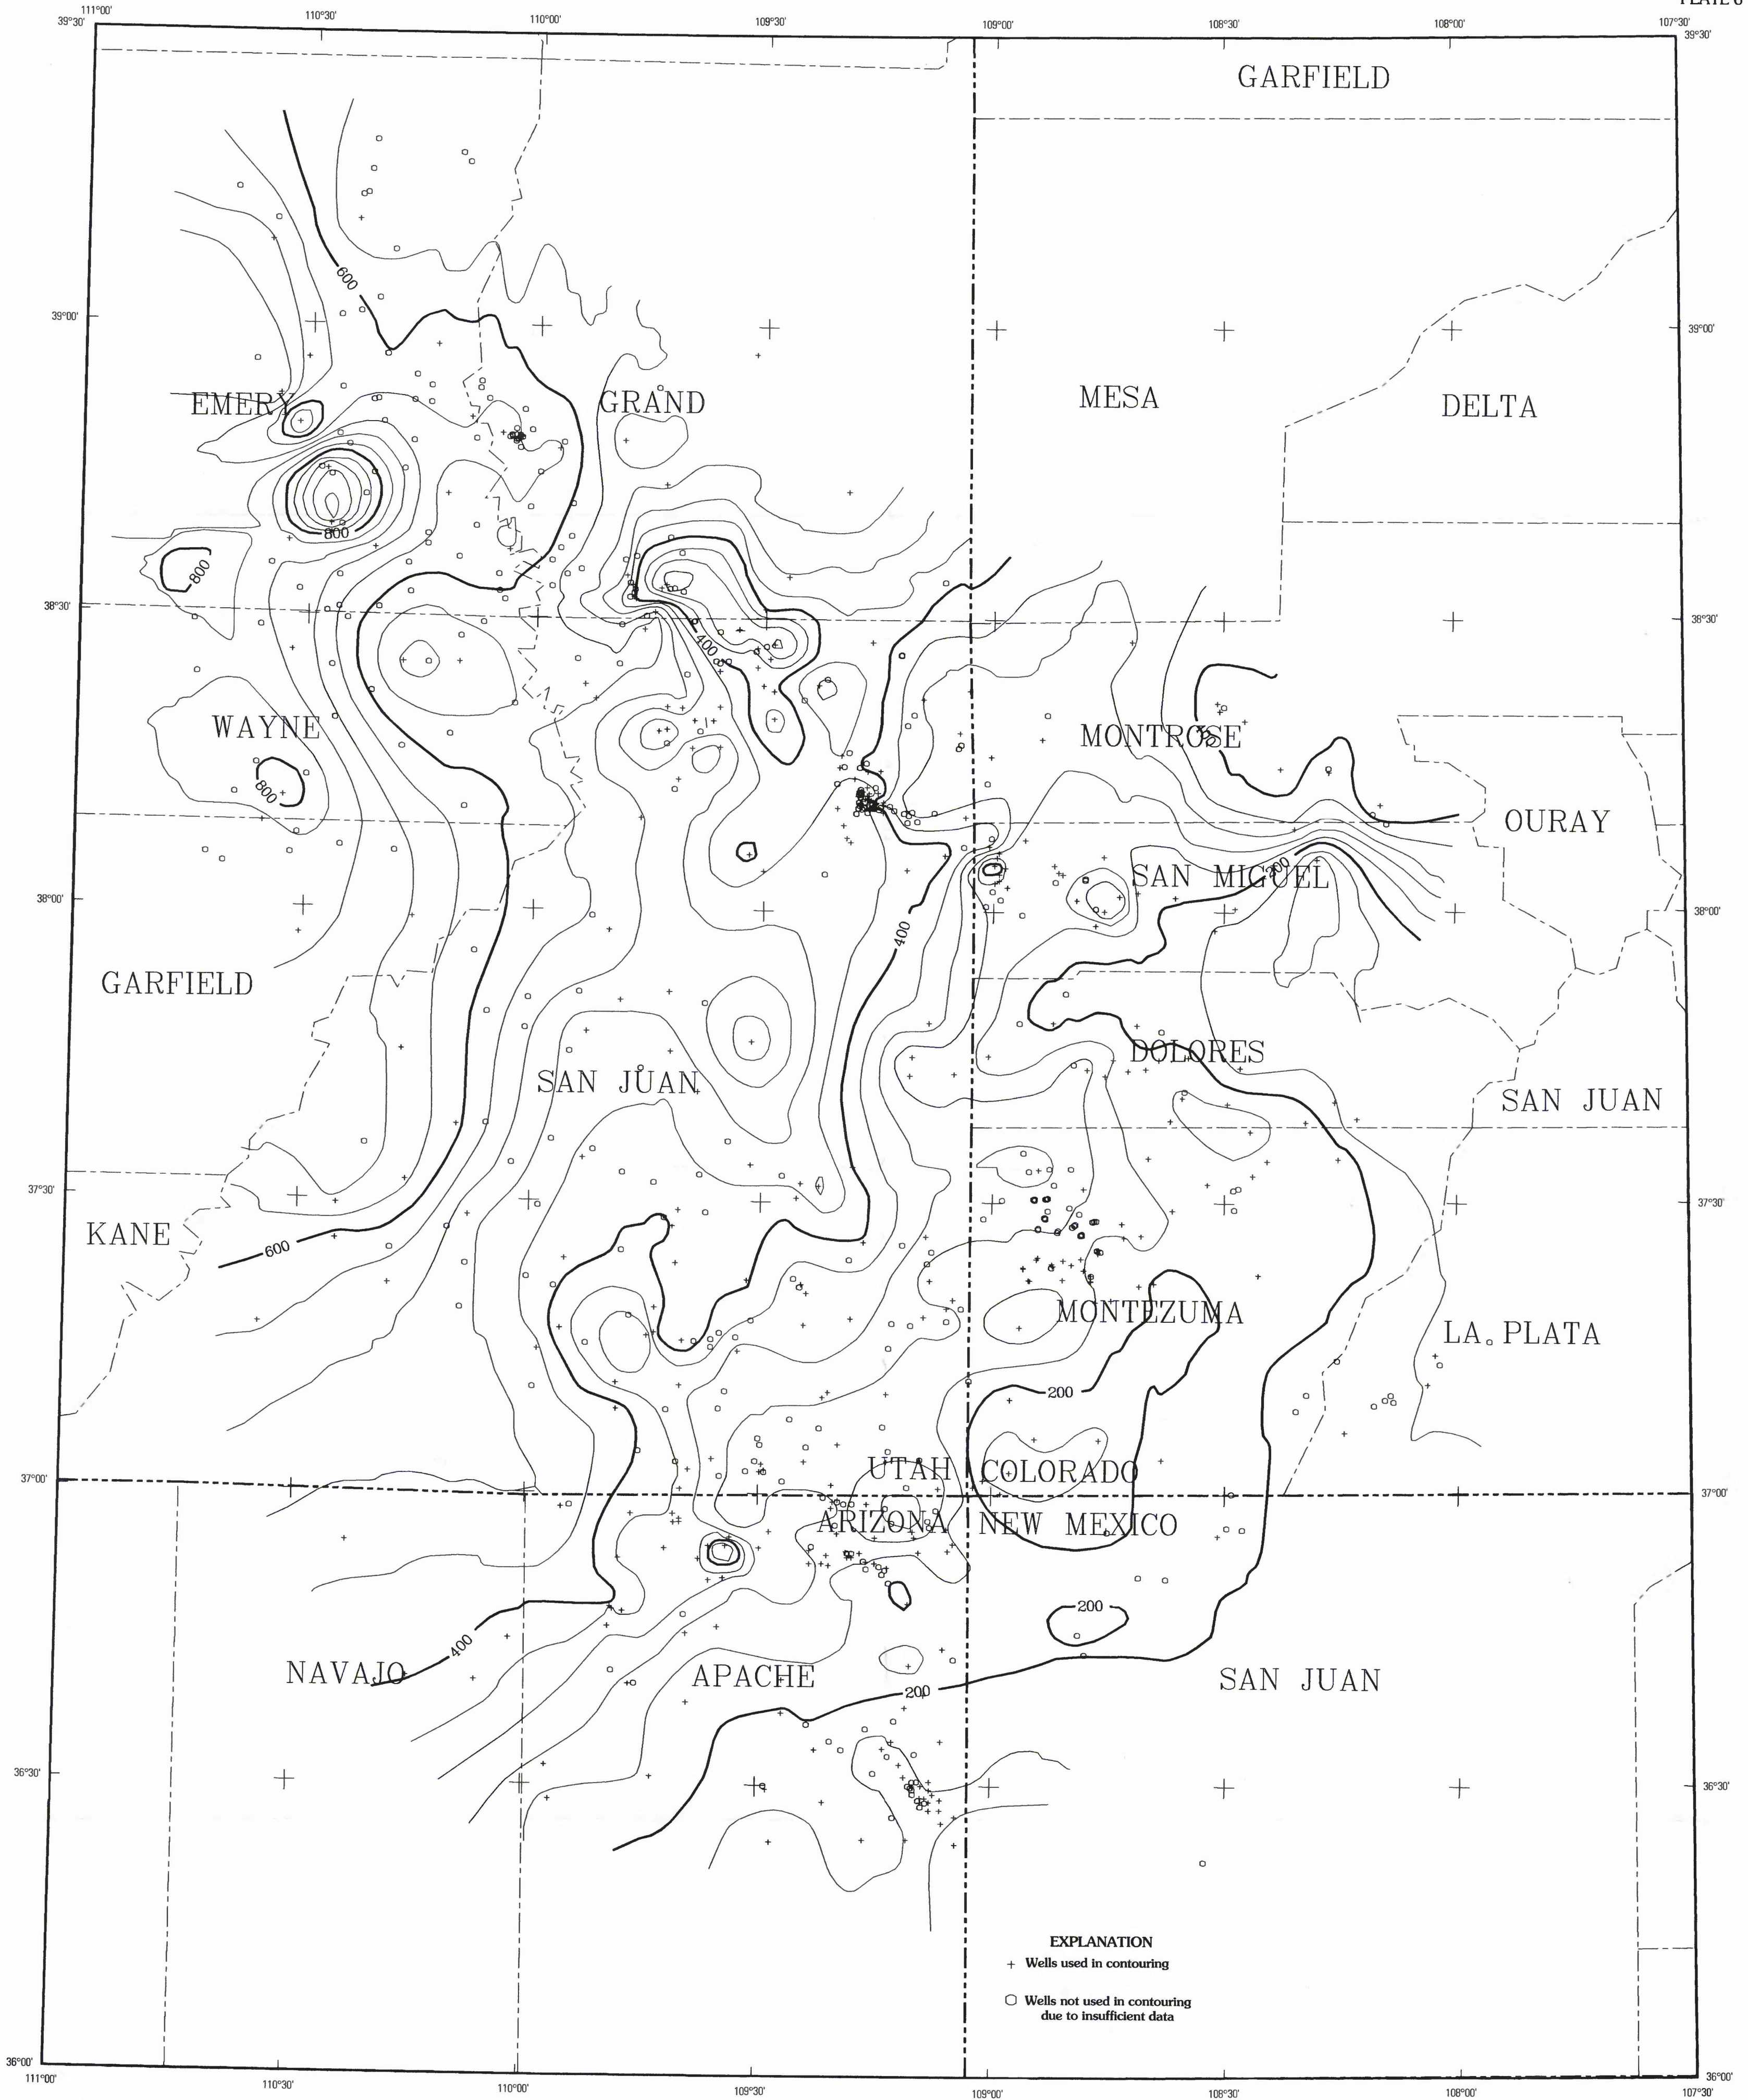 111°00'
110°30'
110°00'
109°30'
109°00'
108°30'
108°00'
107°30'
39°30'
39°30'
GARFIELD
600
39°00'
39°00'
EMERY
GRAND
MESA
DELTA
800
800
38°30'
38°30'
400
WAYNE
MONTROSE
800
OURAY
200
SAN MIGUEL
38°00'
38°00'
400
GARFIELD
DOLORES
SAN JUAN
SAN JUAN
37°30'
37°30'
KANE
600
MONTEZUMA
LA PLATA
200
UTAH
COLORADO
37°00'
37°00'
ARIZONA
NEW MEXICO
200
400
NAVAJO
APACHE
SAN JUAN
200
36°30'
36°30'
EXPLANATION
+ Wells used in contouring
Wells not used in contouring
due to insufficient data
36°00'
36°00'
111°00'
110°30'
110°00'
109°30'
109°00'
108°30'
108°00'
107°30'